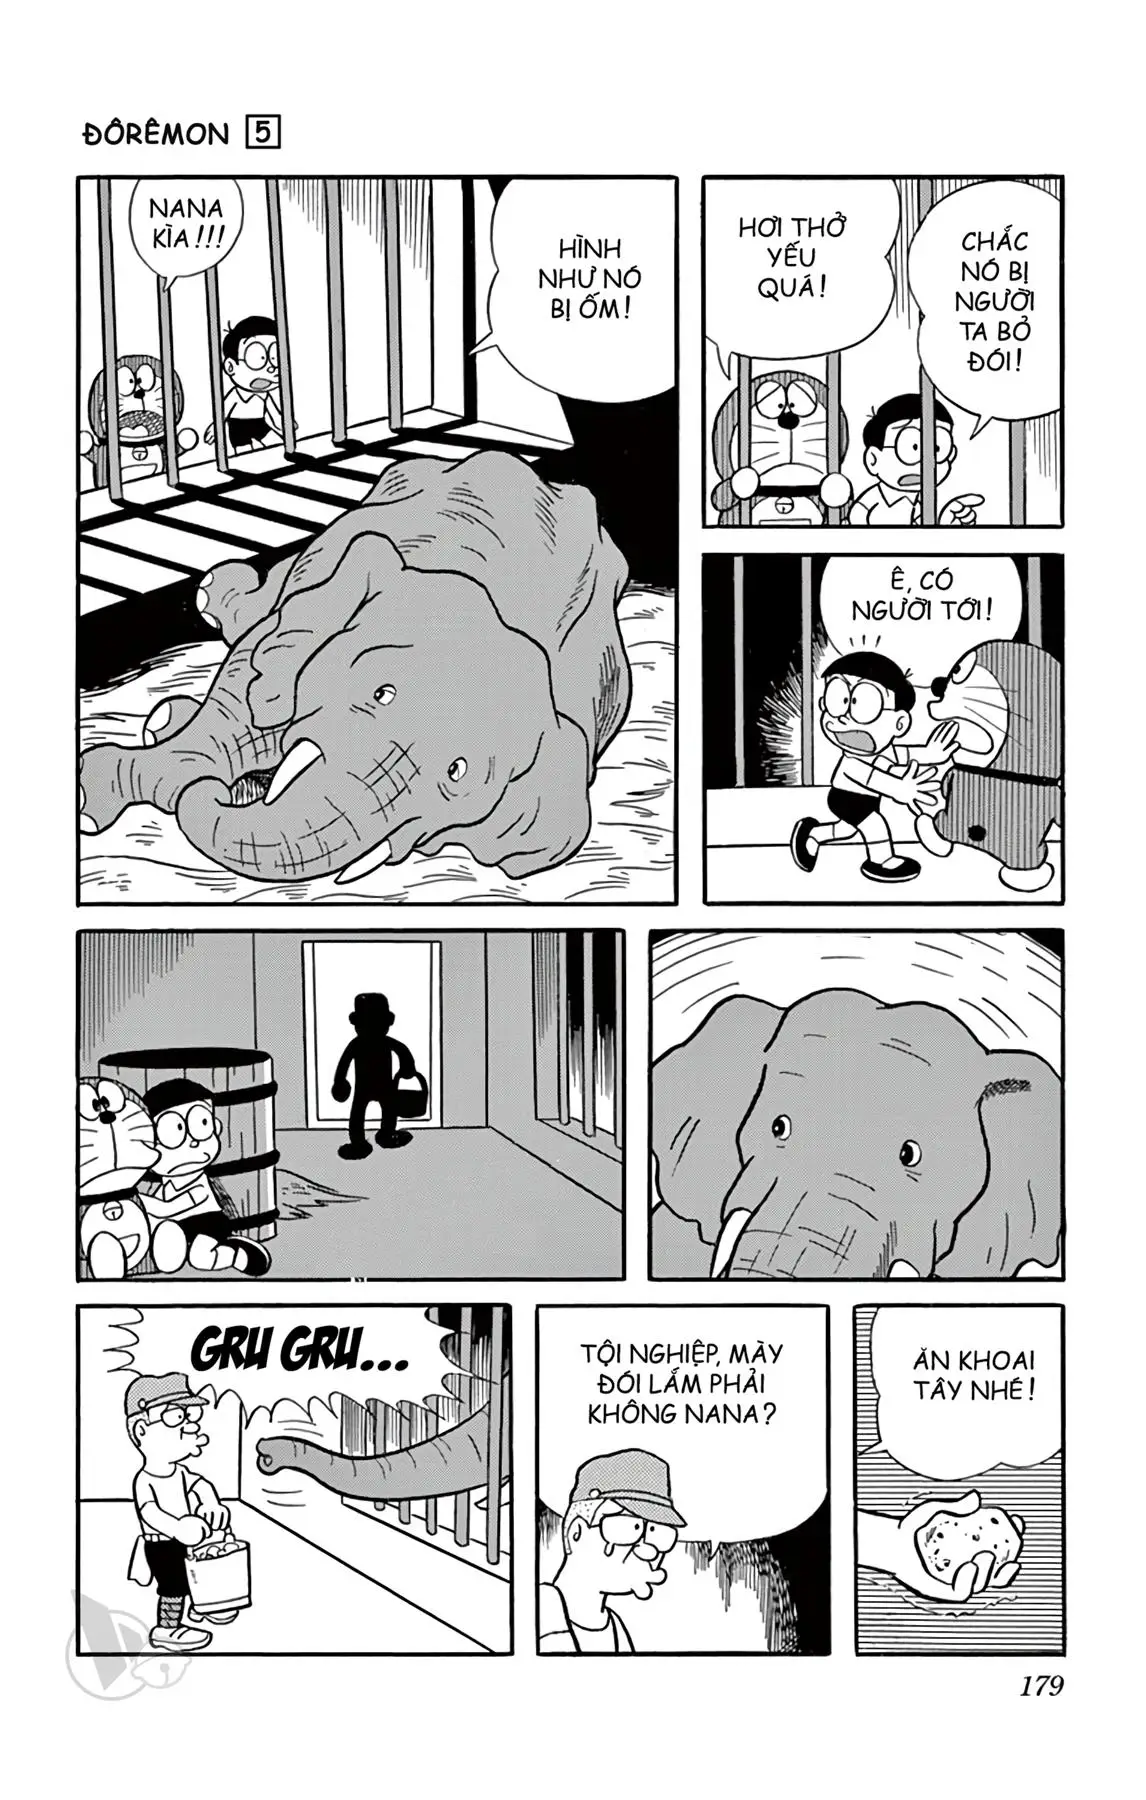 ĐÔRÊMON 5
NANA
KÌA!!!
HÌNH
NHƯ NÓ
BỊ ỐM!
HƠI THỞ
YẾU
QUÁ!
CHẮC
NÓ BỊ
NGƯỜI
TA BỎ
ĐÓI!
Ê, CÓ
NGƯỜI TỚI!
GRU GRU...
TỘI NGHIỆP, MÀY
ĐÓI LẮM PHẢI
KHÔNG NANA?
ĂN KHOAI
TÂY NHÉ!
179